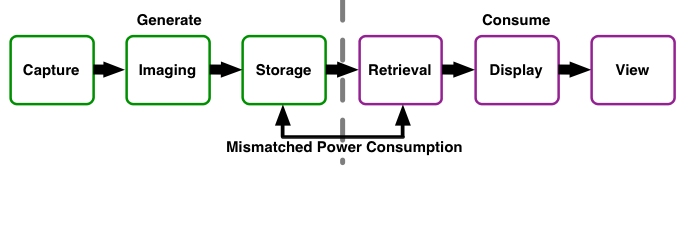 Generate
Consume
Capture
Imaging
Storage
Retrieval
Display
View
Mismatched Power Consumption